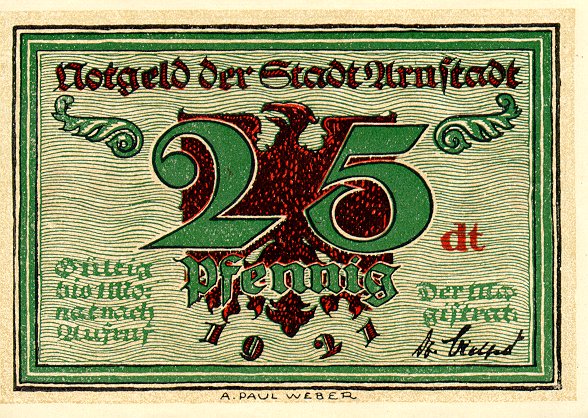 Notgeld der Stadt Arnstadt
25
dt
Pfennig
Gültig
bis 1 Mo-
nat nach
Aufruf
Der Ma-
gistrat.
1921
A. PAUL WEBER